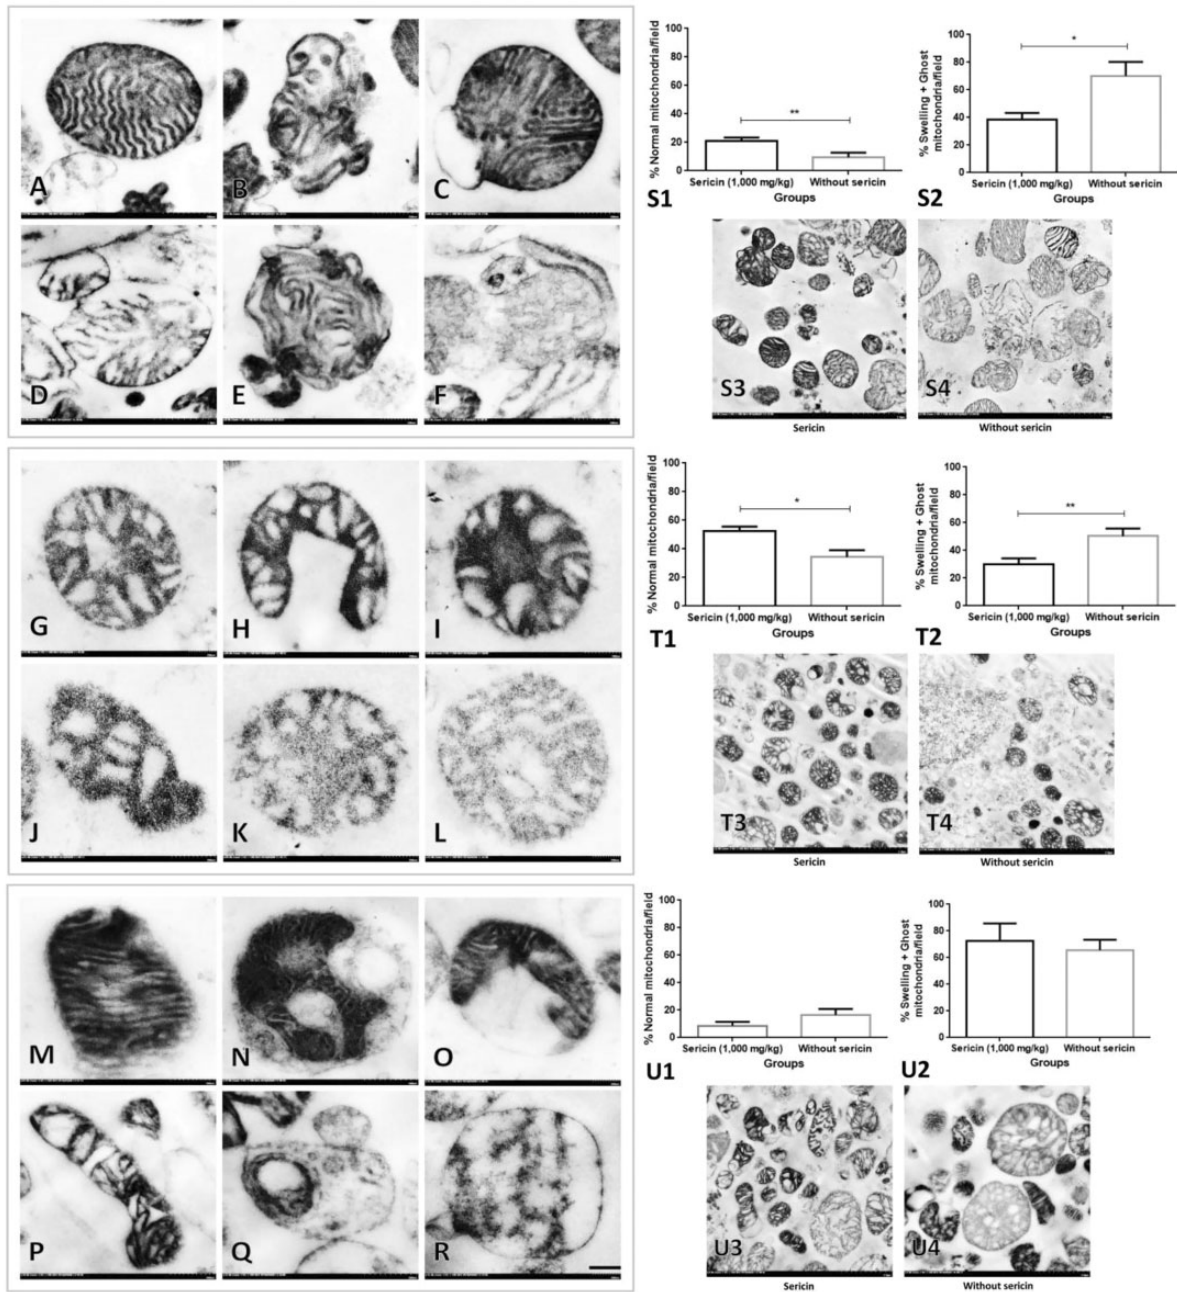 A
B
C
D
E
F
% Normal mitochondria/field
100
80
60
40
20
0
**
Sericin (1,000 mg/kg)
Without sericin
Groups
S1
% Swelling + Ghost
mitochondria/field
100
80
60
40
20
0
*
Sericin (1,000 mg/kg)
Without sericin
Groups
S2
S3
Sericin
S4
Without sericin
G
H
I
J
K
L
% Normal mitochondria/field
100
80
60
40
20
0
*
Sericin (1,000 mg/kg)
Without sericin
Groups
T1
% Swelling + Ghost
mitochondria/field
100
80
60
40
20
0
**
Sericin (1,000 mg/kg)
Without sericin
Groups
T2
T3
Sericin
T4
Without sericin
M
N
O
P
Q
R
% Normal mitochondria/field
100
80
60
40
20
0
Sericin (1,000 mg/kg)
Without sericin
Groups
U1
% Swelling + Ghost
mitochondria/field
100
80
60
40
20
0
Sericin (1,000 mg/kg)
Without sericin
Groups
U2
U3
Sericin
U4
Without sericin